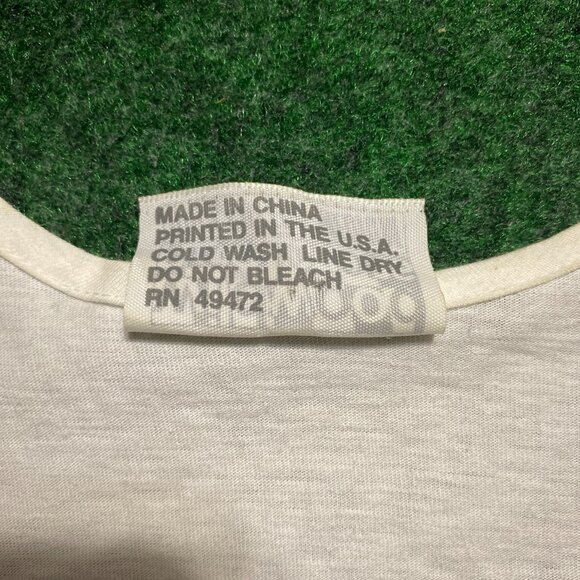 MADE IN CHINA
PRINTED IN THE U.S.A.
COLD WASH LINE DRY
DO NOT BLEACH
RN 49472